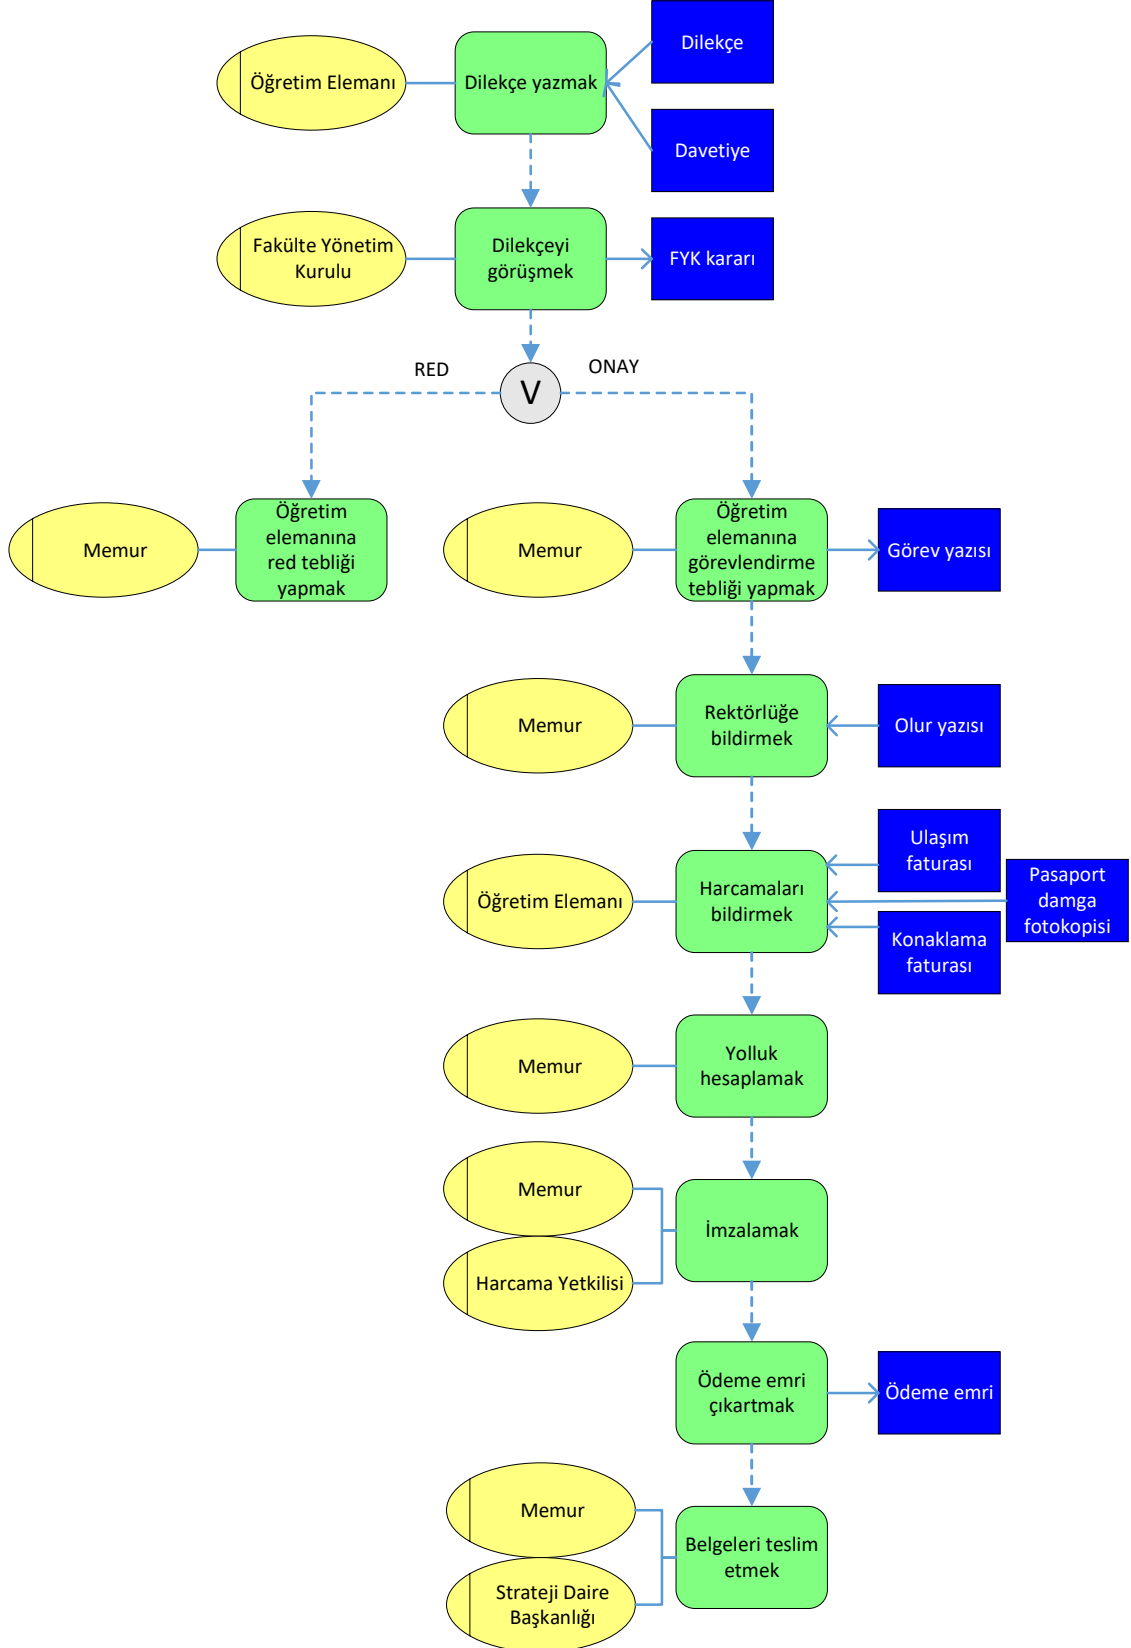 Öğretim Elemanı
Dilekçe yazmak
Dilekçe
Davetiye
Fakülte Yönetim
Kurulu
Dilekçeyi
görüşmek
FYK kararı
RED
V
ONAY
Memur
Öğretim
elemanına
red tebliği
yapmak
Memur
Öğretim
elemanına
görevlendirme
tebliği yapmak
Görev yazısı
Memur
Rektörlüğe
bildirmek
Olur yazısı
Öğretim Elemanı
Harcamaları
bildirmek
Ulaşım
faturası
Pasaport
damga
fotokopisi
Konaklama
faturası
Memur
Yolluk
hesaplamak
Memur
Harcama Yetkilisi
İmzalamak
Ödeme emri
çıkartmak
Ödeme emri
Memur
Strateji Daire
Başkanlığı
Belgeleri teslim
etmek